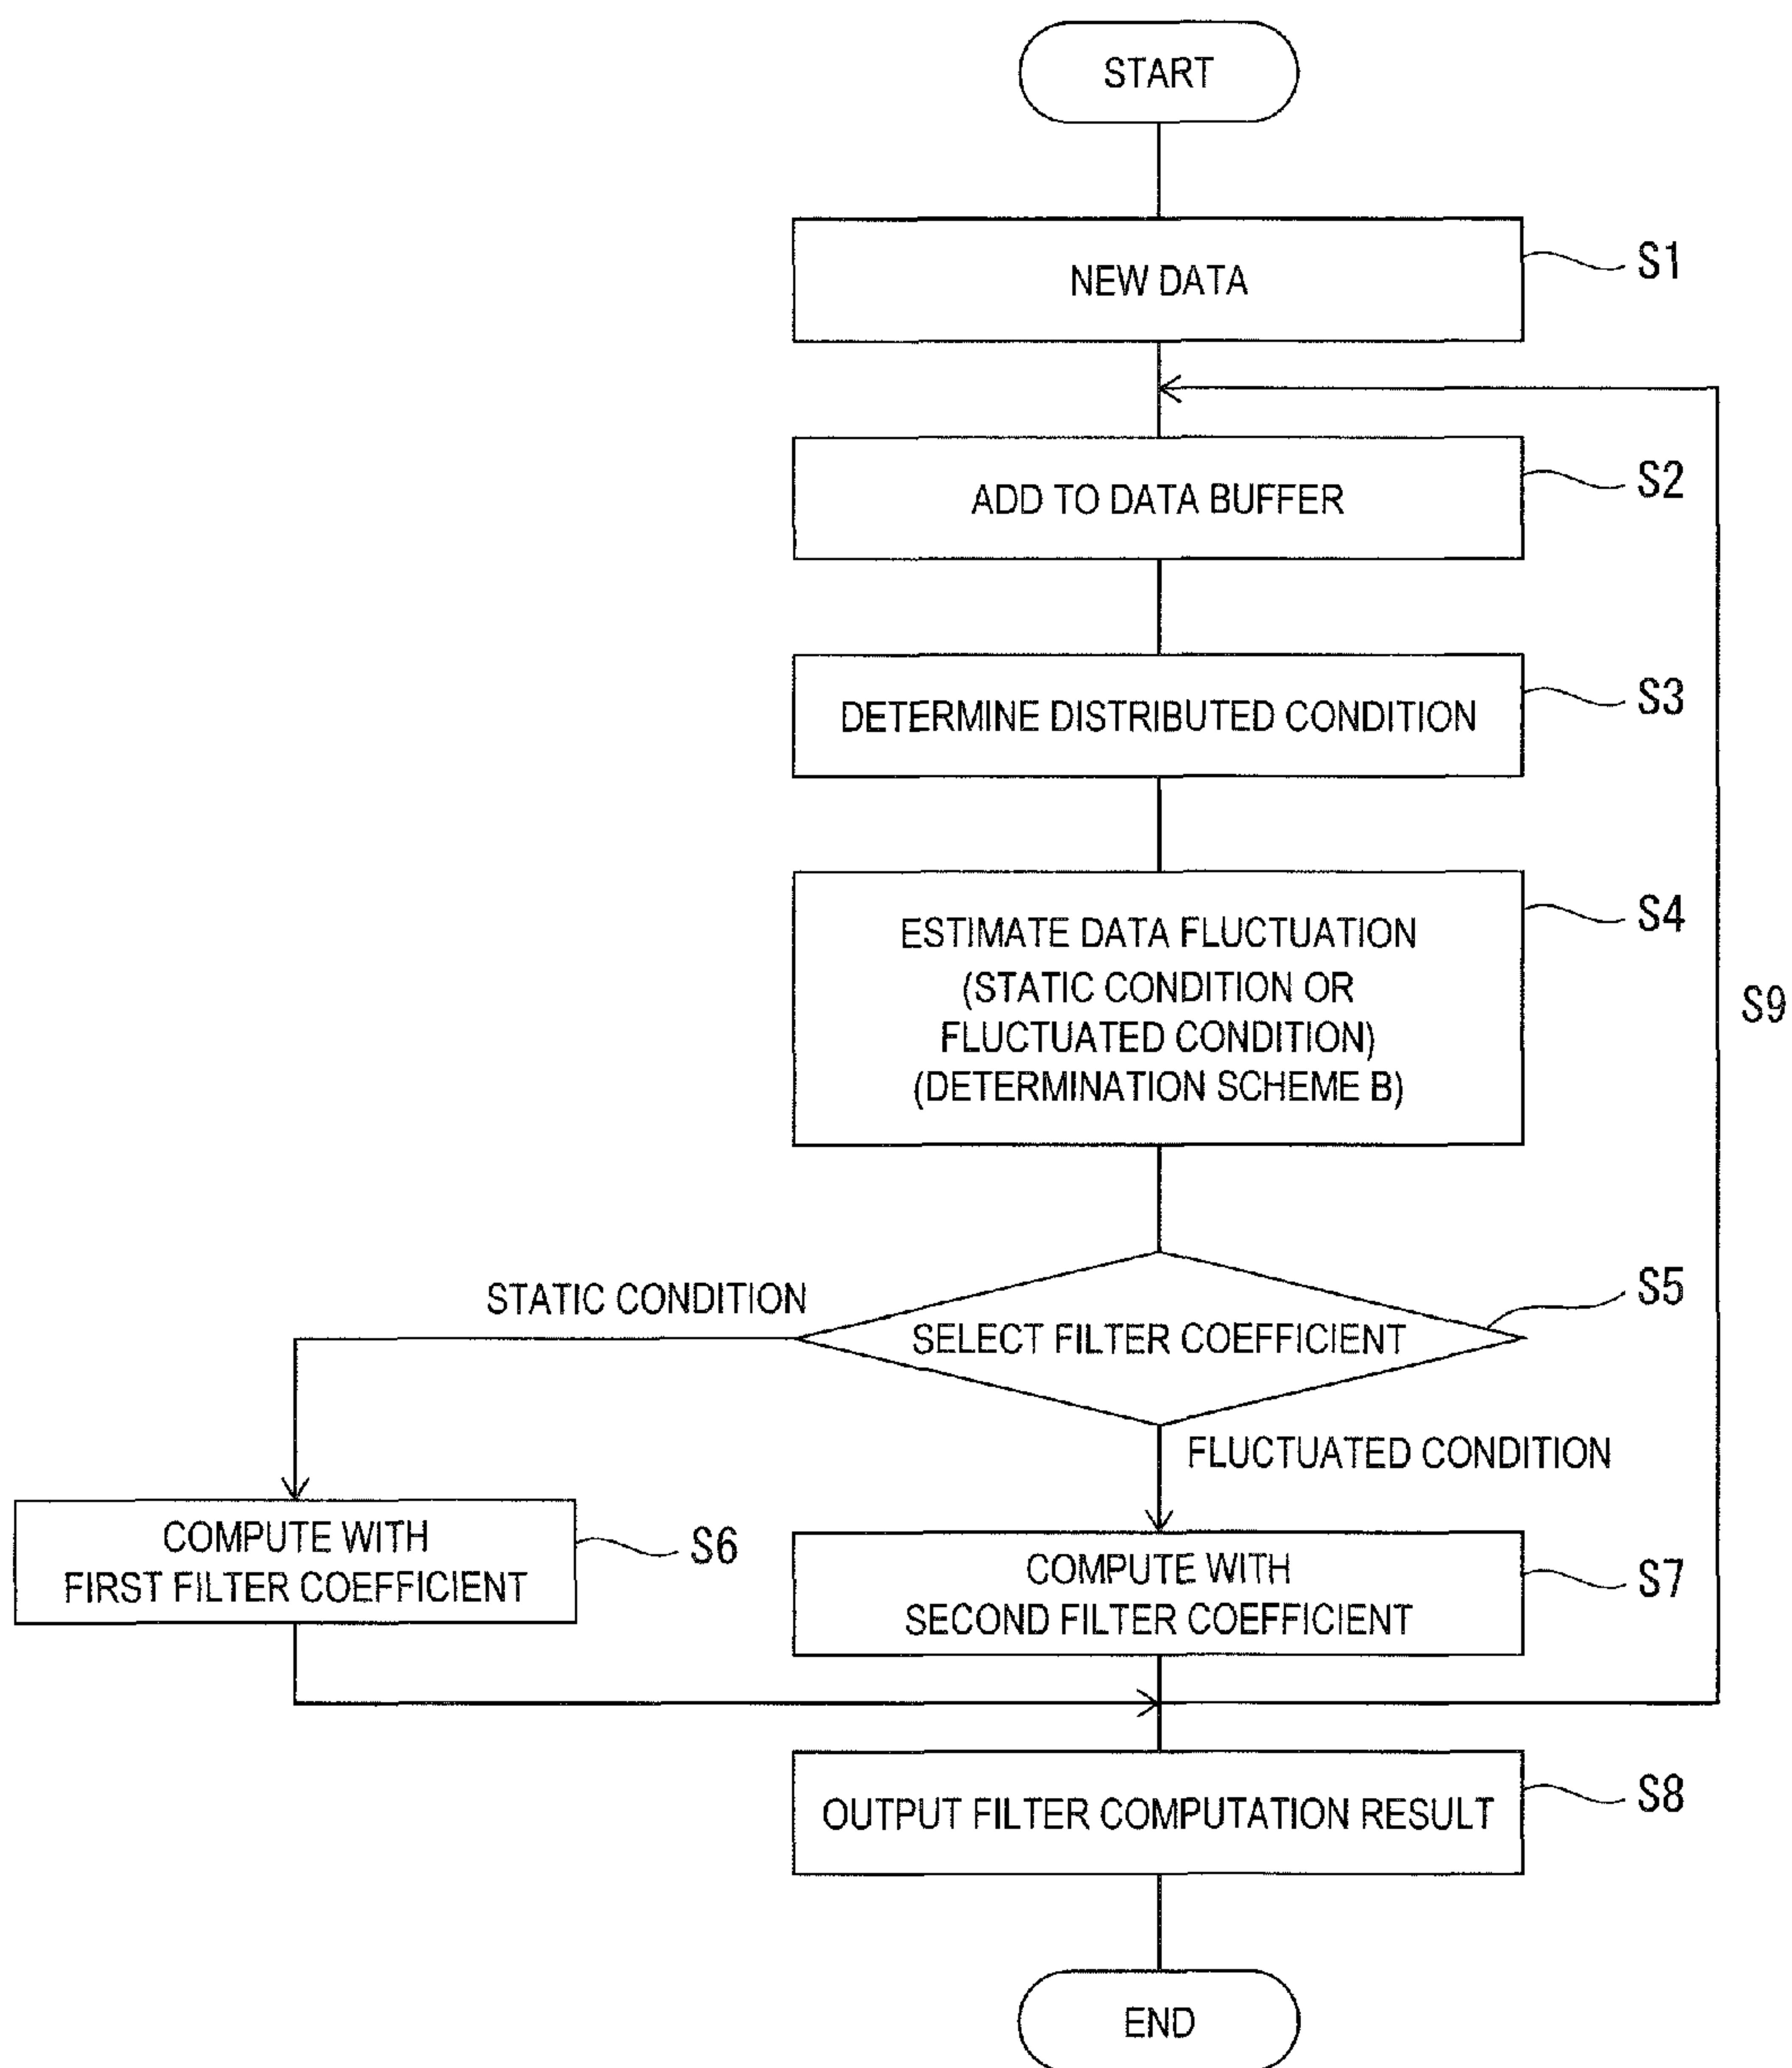 START
NEW DATA
S1
ADD TO DATA BUFFER
S2
DETERMINE DISTRIBUTED CONDITION
S3
ESTIMATE DATA FLUCTUATION
(STATIC CONDITION OR
FLUCTUATED CONDITION)
(DETERMINATION SCHEME B)
S4
S9
STATIC CONDITION
SELECT FILTER COEFFICIENT
S5
FLUCTUATED CONDITION
COMPUTE WITH
FIRST FILTER COEFFICIENT
S6
COMPUTE WITH
SECOND FILTER COEFFICIENT
S7
OUTPUT FILTER COMPUTATION RESULT
S8
END